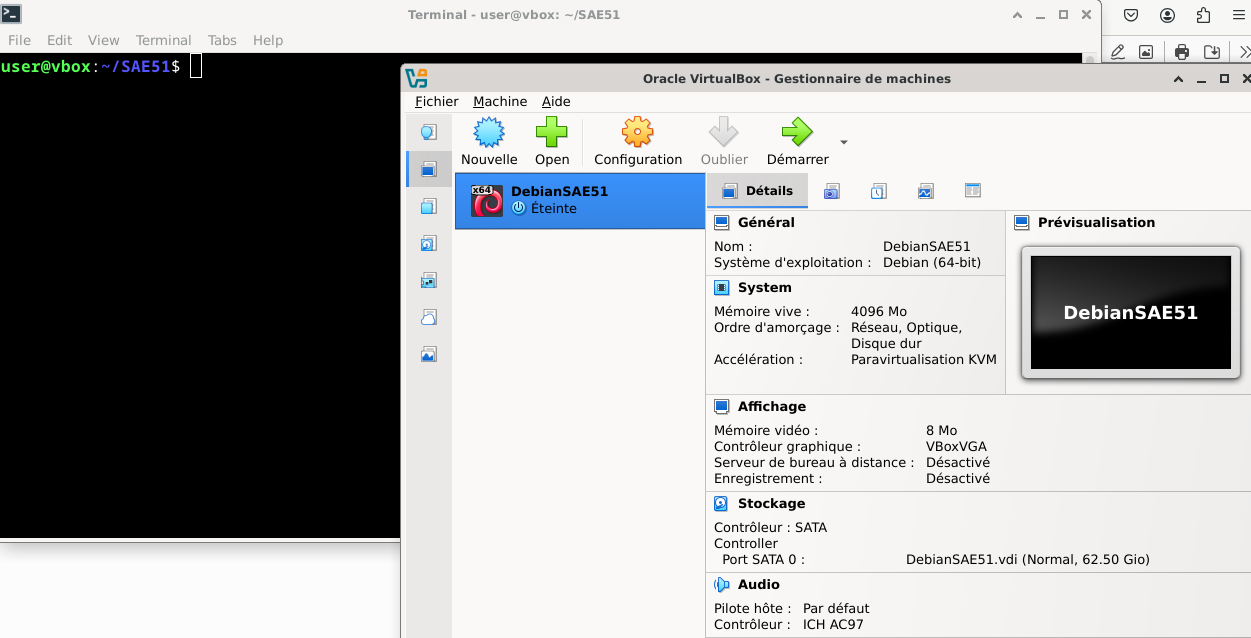 Terminal - user@vbox: ~/SAE51
File Edit View Terminal Tabs Help
user@vbox:~/SAE51$
Oracle VirtualBox - Gestionnaire de machines
Fichier Machine Aide
Nouvelle Open Configuration Oublier Démarrer
x64
DebianSAE51
Éteinte
Détails
Général
Nom : DebianSAE51
Système d'exploitation : Debian (64-bit)
System
Mémoire vive : 4096 Mo
Ordre d'amorçage : Réseau, Optique,
Disque dur
Accélération : Paravirtualisation KVM
Prévisualisation
DebianSAE51
Affichage
Mémoire vidéo : 8 Mo
Contrôleur graphique : VBoxVGA
Serveur de bureau à distance : Désactivé
Enregistrement : Désactivé
Stockage
Contrôleur : SATA
Controller
Port SATA 0 : DebianSAE51.vdi (Normal, 62.50 Gio)
Audio
Pilote hôte : Par défaut
Contrôleur : ICH AC97